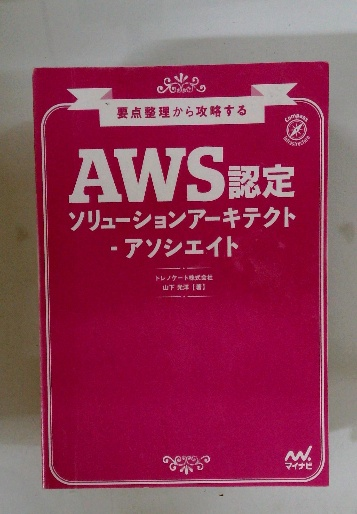 要点整理から攻略する
Compass
Infrastructure
AWS認定
ソリューションアーキテクト
-アソシエイト
トレノケート株式会社
山下 光洋【著】
マイナビ